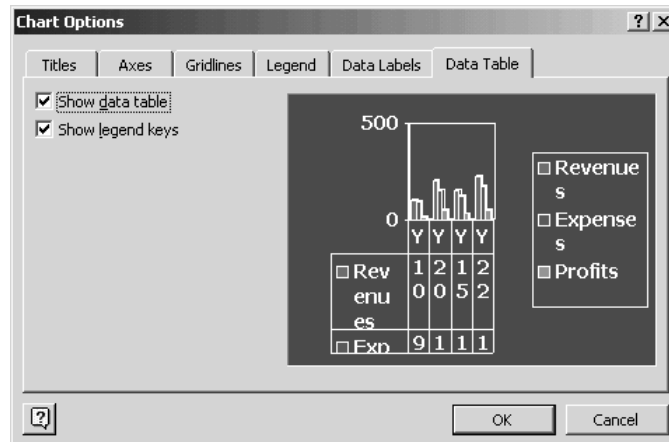 Chart Options
Titles Axes Gridlines Legend Data Labels Data Table
Show data table
Show legend keys
500
0
Y Y Y Y
Rev
enu
es
1 2 1 2
0 0 5 2
Exp 9 1 1 1
Revenue
s
Expense
s
Profits
OK Cancel